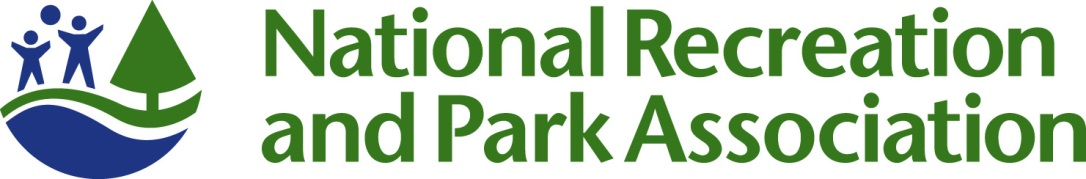 National Recreation
and Park Association